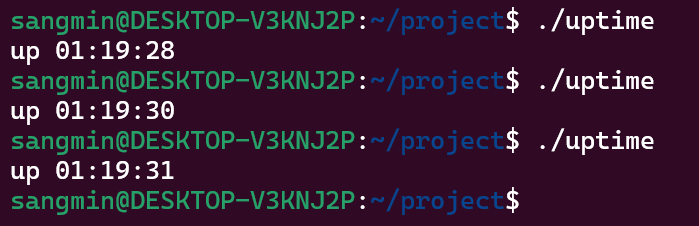 sangmin@DESKTOP-V3KNJ2P:~/project$ ./uptime
up 01:19:28
sangmin@DESKTOP-V3KNJ2P:~/project$ ./uptime
up 01:19:30
sangmin@DESKTOP-V3KNJ2P:~/project$ ./uptime
up 01:19:31
sangmin@DESKTOP-V3KNJ2P:~/project$